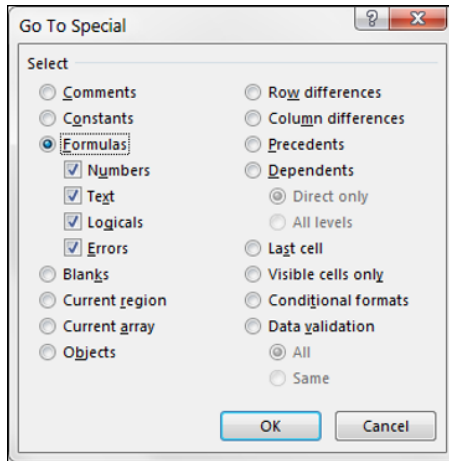 Go To Special
?
X
Select
Comments
Constants
Formulas
Numbers
Text
Logicals
Errors
Blanks
Current region
Current array
Objects
Row differences
Column differences
Precedents
Dependents
Direct only
All levels
Last cell
Visible cells only
Conditional formats
Data validation
All
Same
OK
Cancel